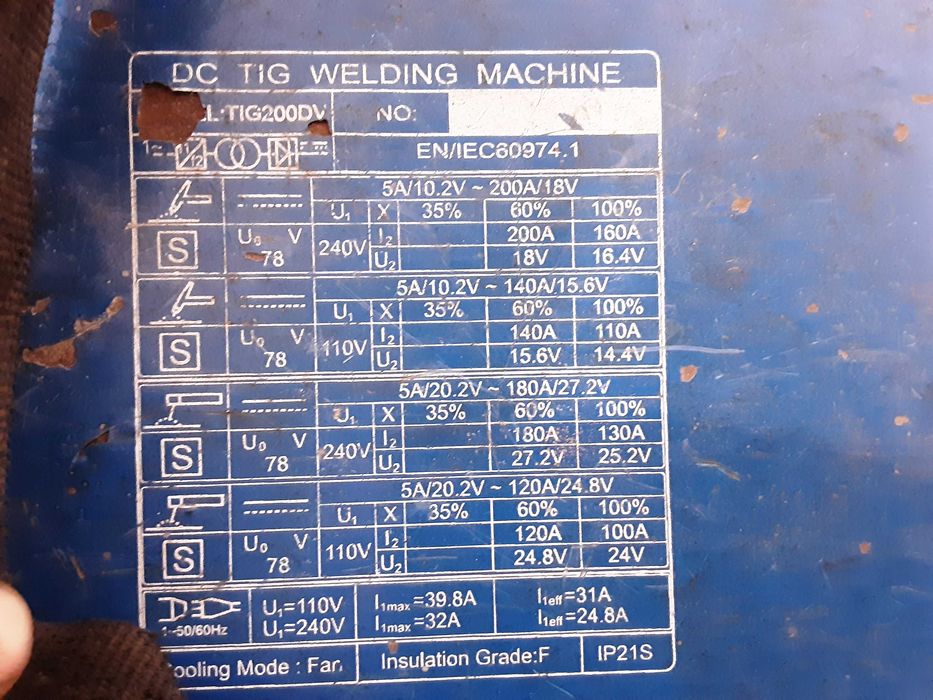 DC TIG WELDING MACHINE
EL:TIG200DV NO:
1~ f1 f2 EN/IEC60974.1
5A/10.2V ~ 200A/18V
U₁ X 35% 60% 100%
S U₀ V 78 240V I₂ 200A 160A
U₂ 18V 16.4V
5A/10.2V ~ 140A/15.6V
U₁ X 35% 60% 100%
S U₀ V 78 110V I₂ 140A 110A
U₂ 15.6V 14.4V
5A/20.2V ~ 180A/27.2V
U₁ X 35% 60% 100%
S U₀ V 78 240V I₂ 180A 130A
U₂ 27.2V 25.2V
5A/20.2V ~ 120A/24.8V
U₁ X 35% 60% 100%
S U₀ V 78 110V I₂ 120A 100A
U₂ 24.8V 24V
U₁=110V I₁max=39.8A I₁eff=31A
1~50/60Hz U₁=240V I₁max=32A I₁eff=24.8A
ooling Mode : Fan Insulation Grade:F IP21S